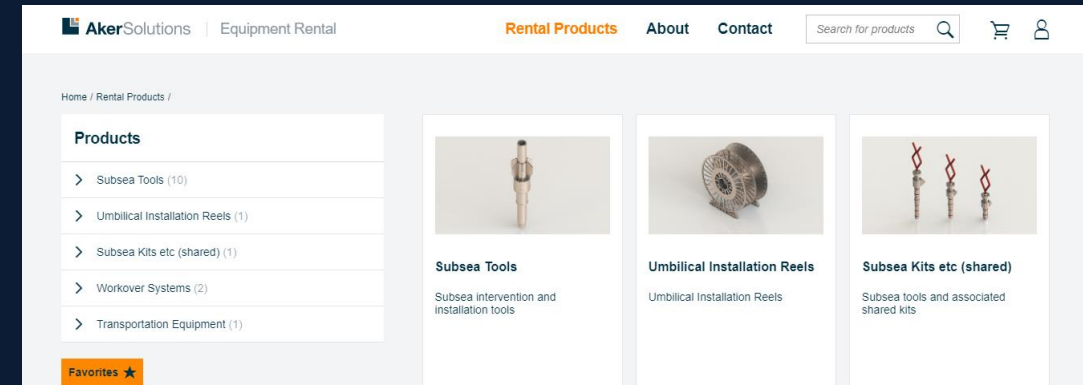 AkerSolutions | Equipment Rental
Rental Products
About
Contact
Search for products
Home / Rental Products /
Products
Subsea Tools (10)
Umbilical Installation Reels (1)
Subsea Kits etc (shared) (1)
Workover Systems (2)
Transportation Equipment (1)
Favorites
Subsea Tools
Subsea intervention and
installation tools
Umbilical Installation Reels
Umbilical Installation Reels
Subsea Kits etc (shared)
Subsea tools and associated
shared kits